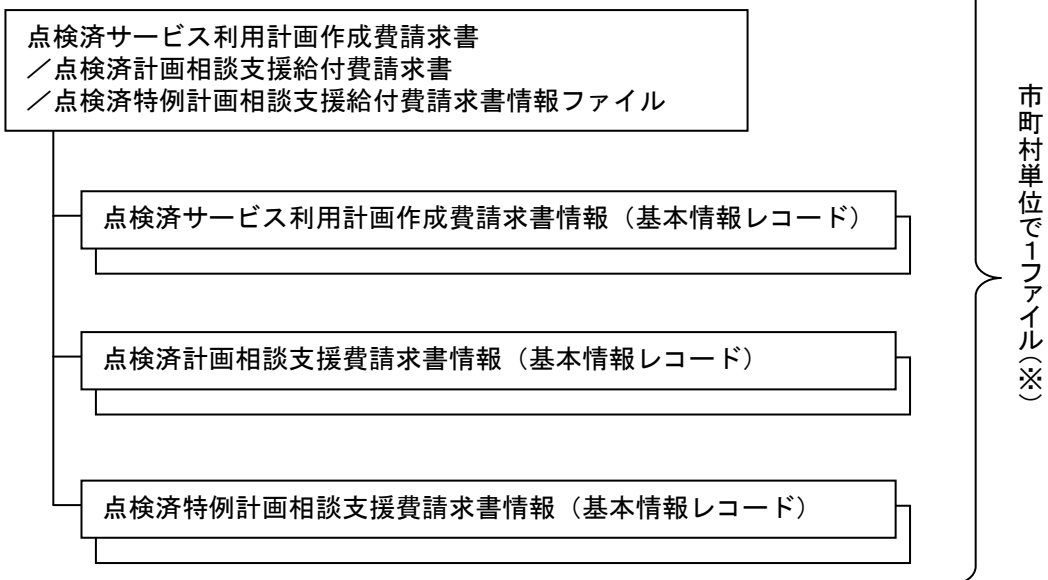 点検済サービス利用計画作成費請求書
／点検済計画相談支援給付費請求書
／点検済特例計画相談支援給付費請求書情報ファイル
点検済サービス利用計画作成費請求書情報（基本情報レコード）
点検済計画相談支援費請求書情報（基本情報レコード）
点検済特例計画相談支援費請求書情報（基本情報レコード）
市町村単位で1ファイル（※）